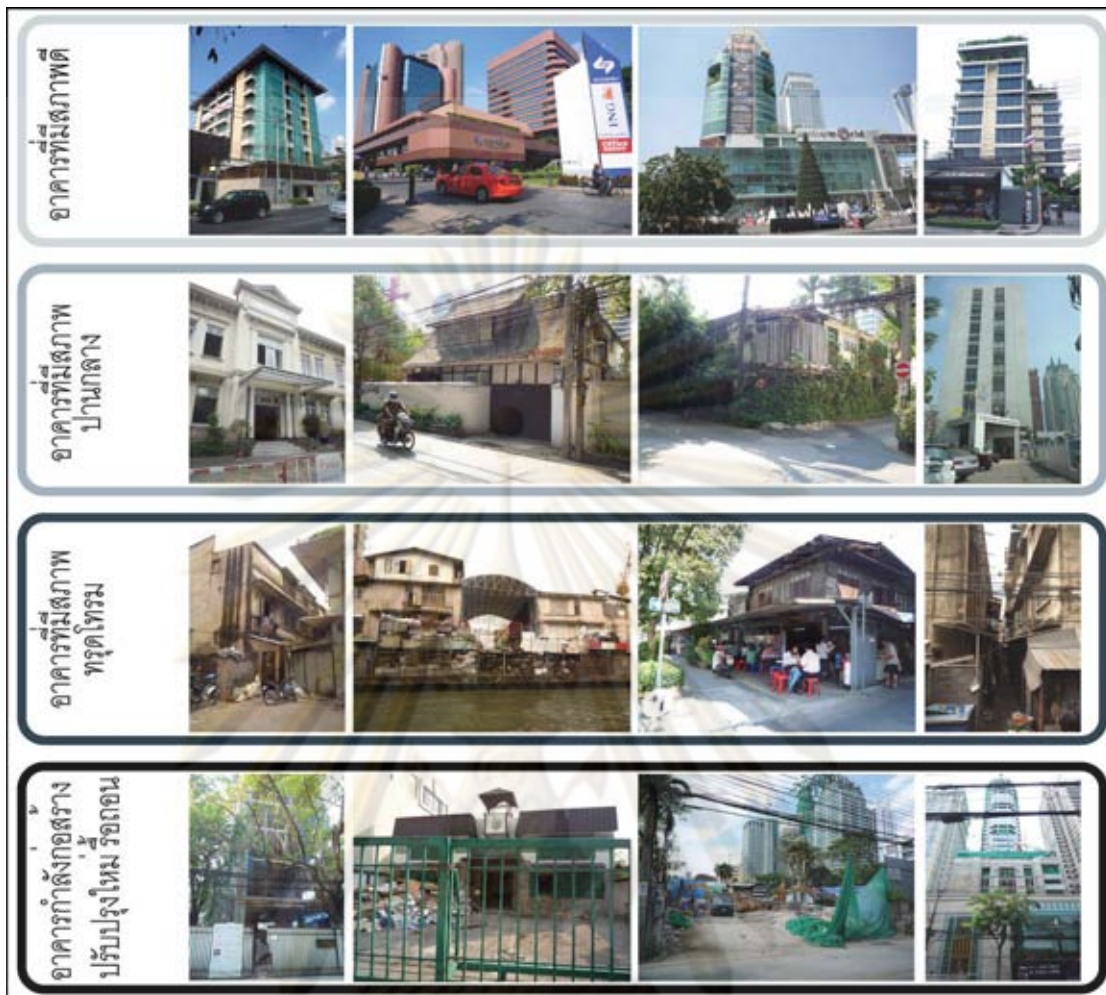 อาคารที่มีสภาพดี
ING
office
อาคารที่มีสภาพ
ปานกลาง
อาคารที่มีสภาพ
ทรุดโทรม
อาคารกำลังก่อสร้าง
ปรับปรุงใหม่ รื้อถอน